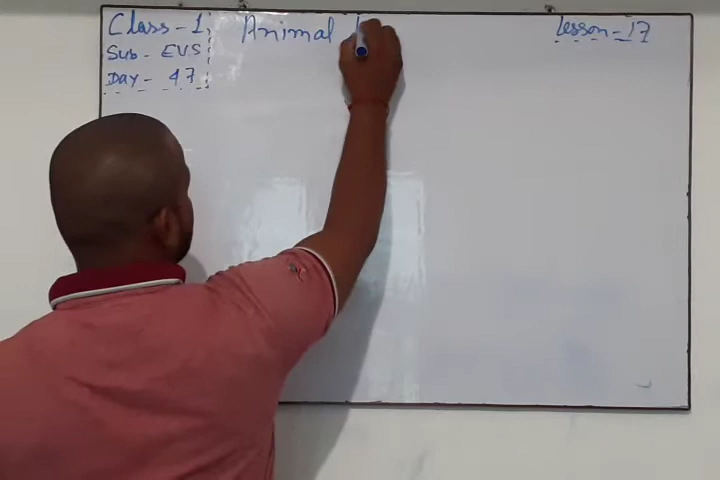 Class - 1
Sub - EVS
Day - 47
Animal
Lesson - 17